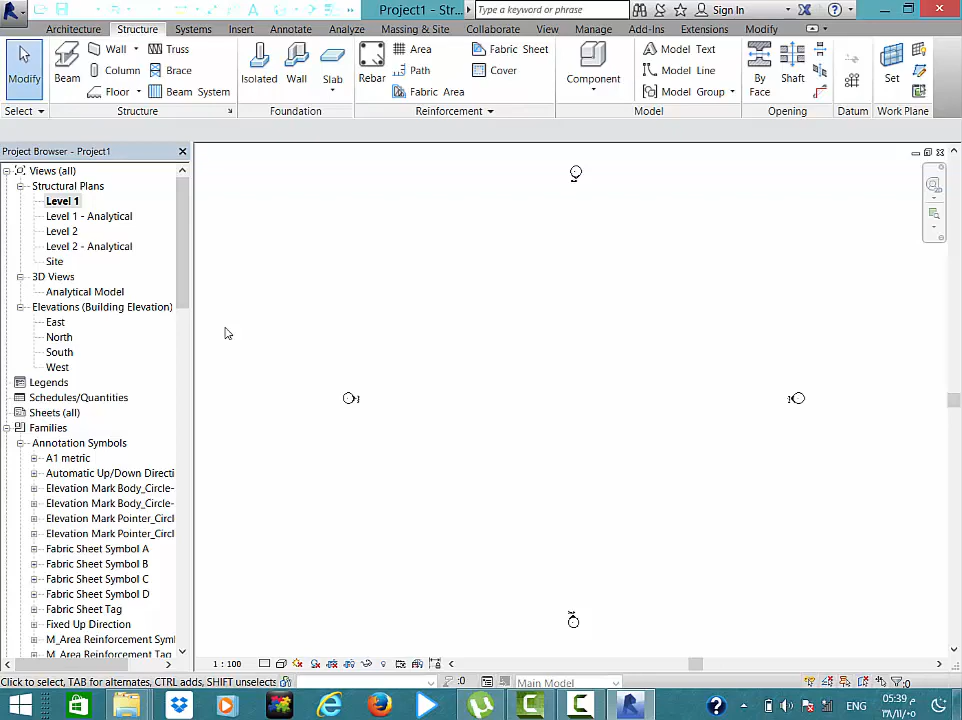 Project1 - Str...
Type a keyword or phrase
Sign In
Architecture Structure Systems Insert Annotate Analyze Massing & Site Collaborate View Manage Add-Ins Extensions Modify
Wall Truss Area Fabric Sheet Model Text
Column Brace Path Cover Model Line
Modify Beam Isolated Wall Slab Rebar Component By Face Shaft Set
Floor Beam System Fabric Area Model Group
Select Structure Foundation Reinforcement Model Opening Datum Work Plane
Project Browser - Project1
Views (all)
Structural Plans
Level 1
Level 1 - Analytical
Level 2
Level 2 - Analytical
Site
3D Views
Analytical Model
Elevations (Building Elevation)
East
North
South
West
Legends
Schedules/Quantities
Sheets (all)
Families
Annotation Symbols
A1 metric
Automatic Up/Down Directi
Elevation Mark Body_Circle-
Elevation Mark Body_Circle-
Elevation Mark Pointer_Circl
Elevation Mark Pointer_Circl
Fabric Sheet Symbol A
Fabric Sheet Symbol B
Fabric Sheet Symbol C
Fabric Sheet Symbol D
Fabric Sheet Tag
Fixed Up Direction
M_Area Reinforcement Syml
M_Area Reinforcement Tag
1 : 100
Click to select, TAB for alternates, CTRL adds, SHIFT unselects
:0
Main Model
:0
ENG
05:39 م